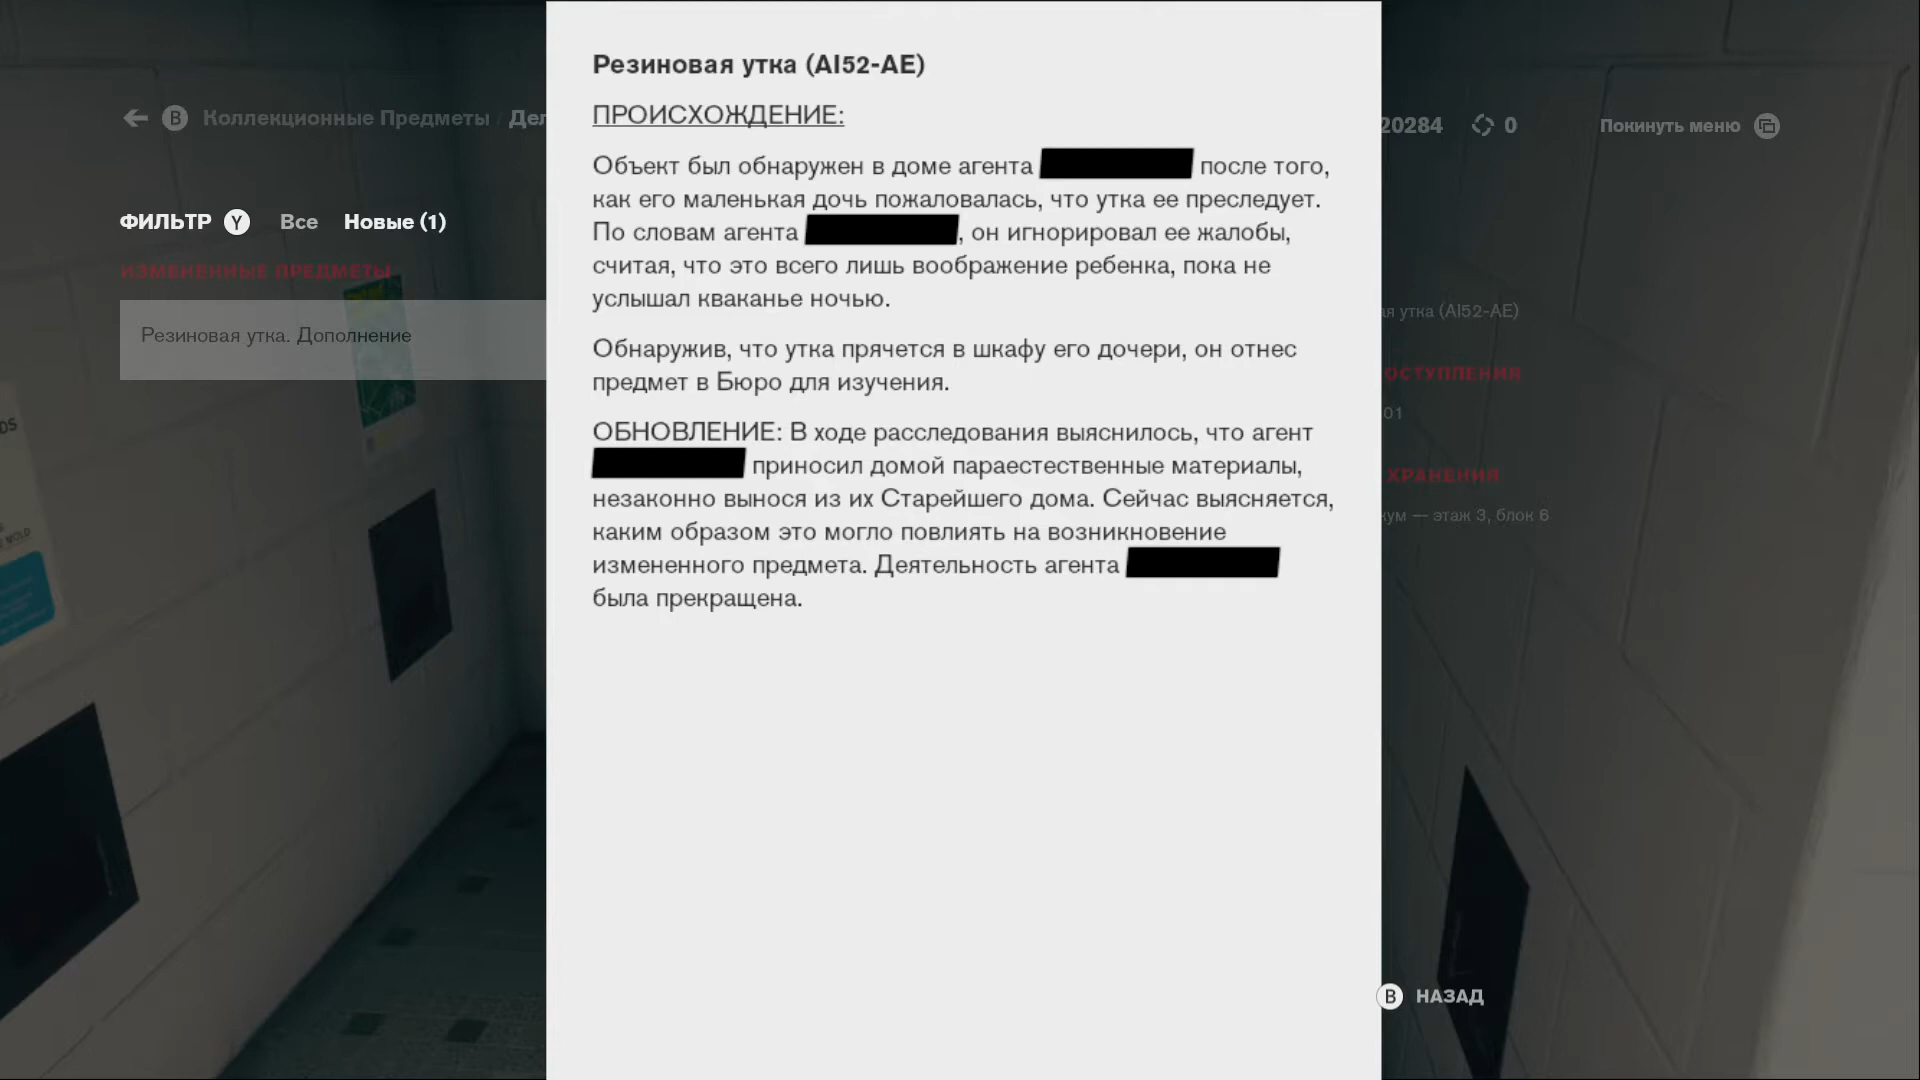 Резиновая утка (AI52-AE)
ПРОИСХОЖДЕНИЕ:
Объект был обнаружен в доме агента после того,
как его маленькая дочь пожаловалась, что утка ее преследует.
По словам агента , он игнорировал ее жалобы,
считая, что это всего лишь воображение ребенка, пока не
услышал кваканье ночью.
Обнаружив, что утка прячется в шкафу его дочери, он отнес
предмет в Бюро для изучения.
ОБНОВЛЕНИЕ: В ходе расследования выяснилось, что агент
приносил домой параестественные материалы,
незаконно вынося из их Старейшего дома. Сейчас выясняется,
каким образом это могло повлиять на возникновение
измененного предмета. Деятельность агента
была прекращена.
B Коллекционные Предметы / Дел
20284 0 Покинуть меню
ФИЛЬТР Y Все Новые (1)
ИЗМЕНЕННЫЕ ПРЕДМЕТЫ
Резиновая утка. Дополнение
ая утка (AI52-AE)
ОСТУПЛЕНИЯ
01
ХРАНЕНИЯ
кум — этаж 3, блок 6
B НАЗАД